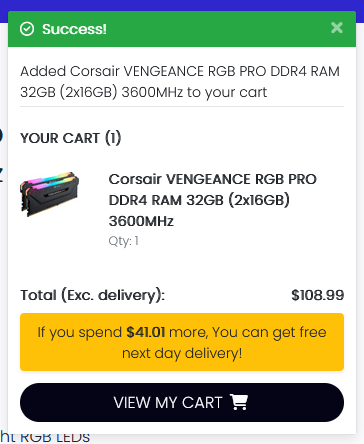 Success!
Added Corsair VENGEANCE RGB PRO DDR4 RAM
32GB (2x16GB) 3600MHz to your cart
YOUR CART (1)
Corsair VENGEANCE RGB PRO
DDR4 RAM 32GB (2x16GB)
3600MHz
Qty: 1
Total (Exc. delivery): $108.99
If you spend $41.01 more, You can get free
next day delivery!
VIEW MY CART
ht RGB LEDs